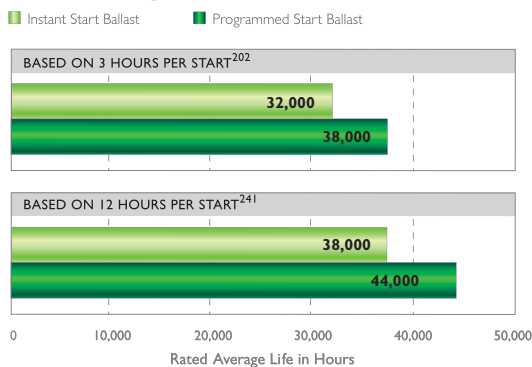 Instant Start Ballast Programmed Start Ballast
BASED ON 3 HOURS PER START202
32,000
38,000
BASED ON 12 HOURS PER START241
38,000
44,000
0 10,000 20,000 30,000 40,000 50,000
Rated Average Life in Hours